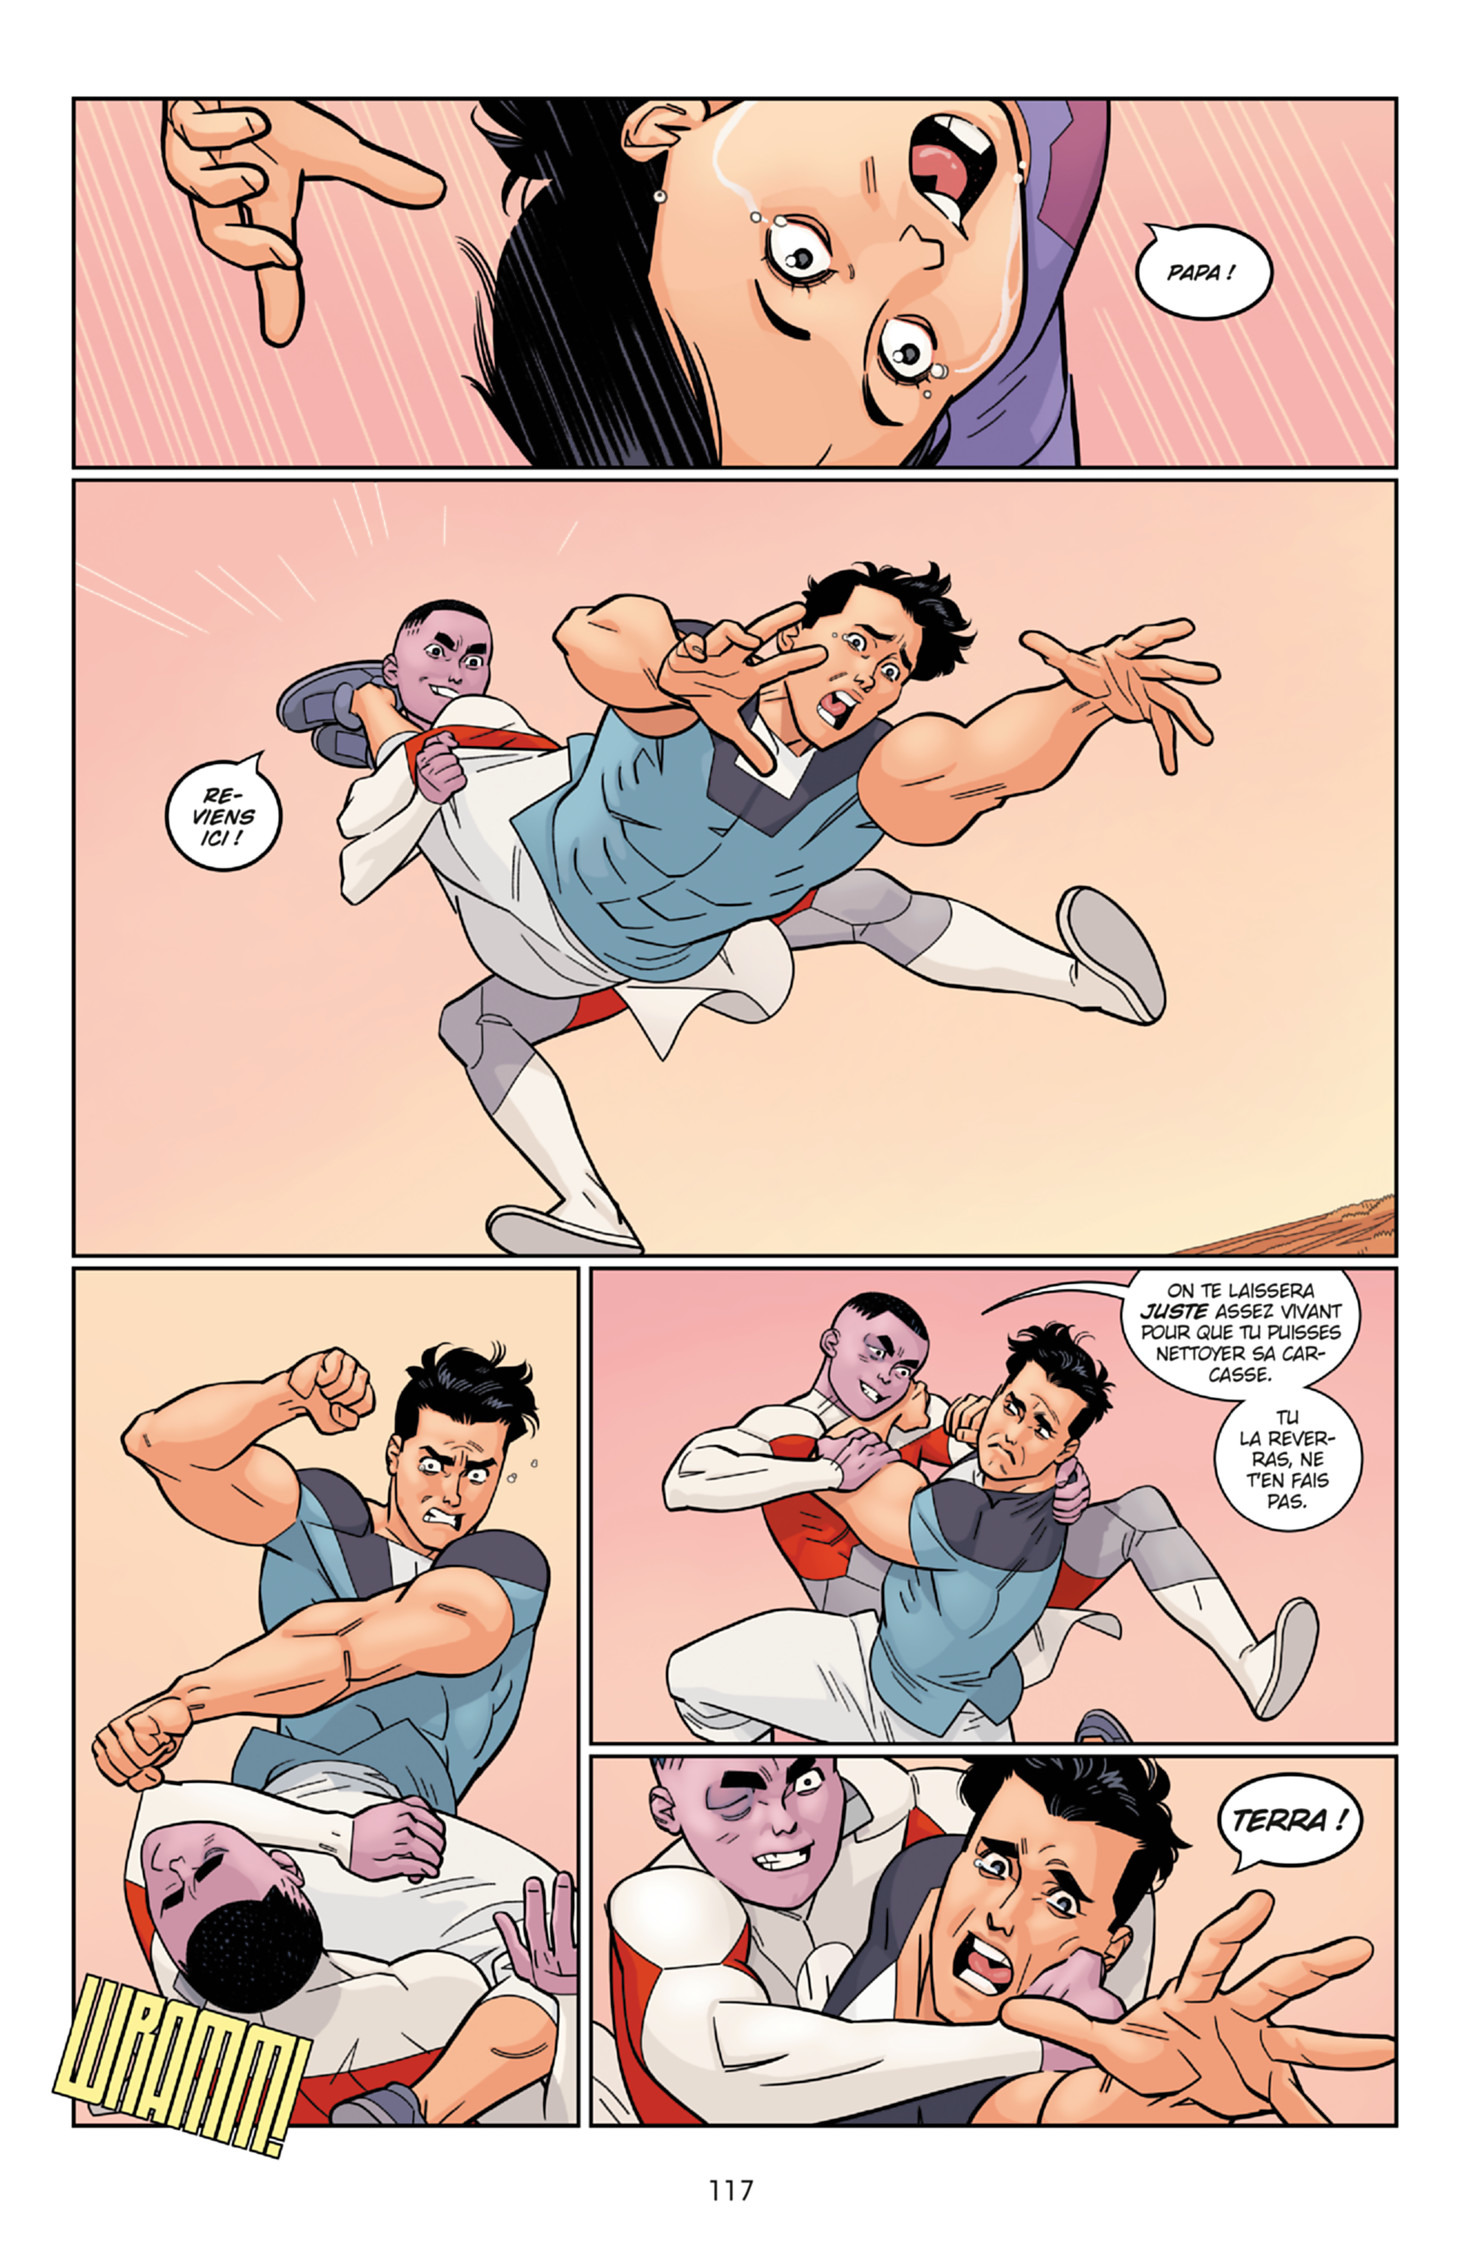 PAPA !
RE-
VIENS
ICI !
ON TE LAISSERA
JUSTE ASSEZ VIVANT
POUR QUE TU PUISSES
NETTOYER SA CAR-
CASSE.
TU
LA REVER-
RAS, NE
T'EN FAIS
PAS.
WRAMM!
TERRA !
117